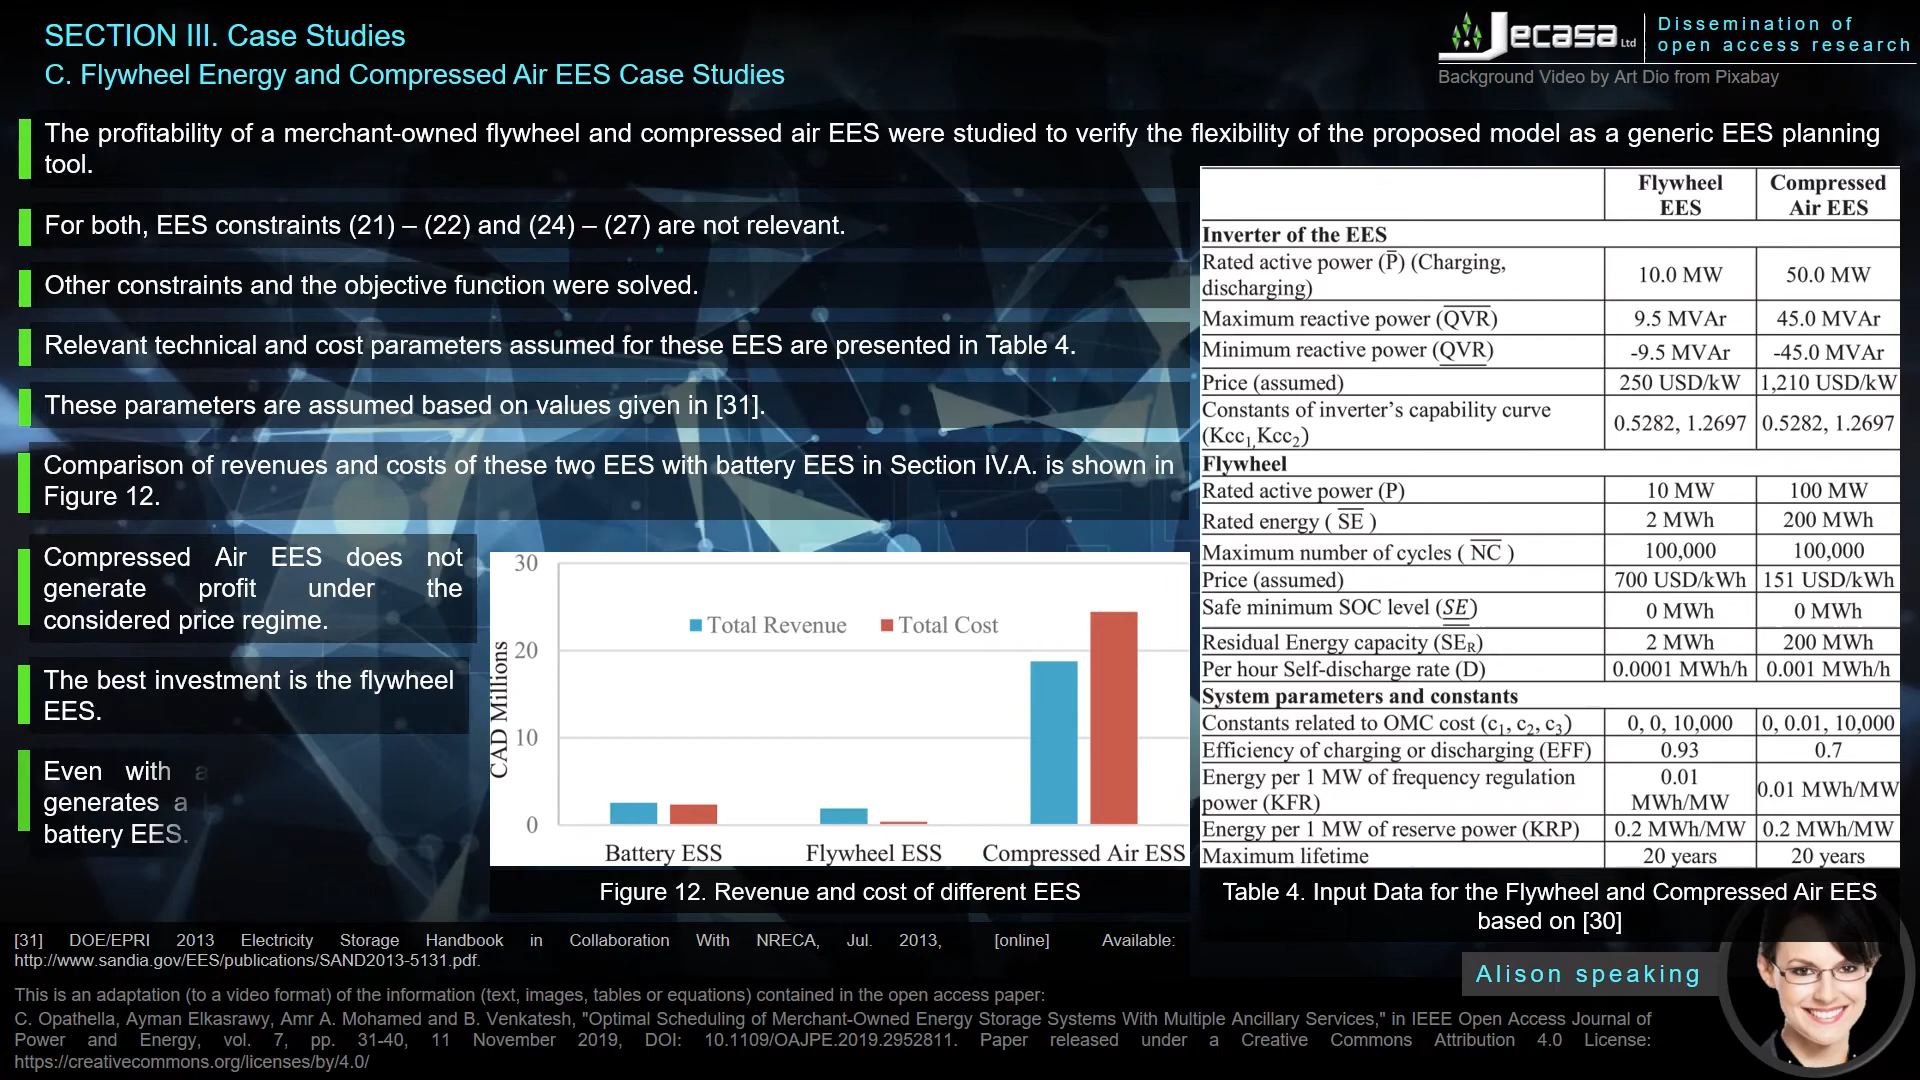 SECTION III. Case Studies
C. Flywheel Energy and Compressed Air EES Case Studies
Jecasa Ltd
Dissemination of
open access research
Background Video by Art Dio from Pixabay
The profitability of a merchant-owned flywheel and compressed air EES were studied to verify the flexibility of the proposed model as a generic EES planning
tool.
For both, EES constraints (21) – (22) and (24) – (27) are not relevant.
Other constraints and the objective function were solved.
Relevant technical and cost parameters assumed for these EES are presented in Table 4.
These parameters are assumed based on values given in [31].
Comparison of revenues and costs of these two EES with battery EES in Section IV.A. is shown in
Figure 12.
Compressed Air EES does not
generate profit under the
considered price regime.
The best investment is the flywheel
EES.
Even with a
generates a
battery EES.
30
Total Revenue Total Cost
20
CAD Millions
10
0
Battery ESS Flywheel ESS Compressed Air ESS
Figure 12. Revenue and cost of different EES
Flywheel EES Compressed Air EES
Inverter of the EES
Rated active power (P̅) (Charging, discharging) 10.0 MW 50.0 MW
Maximum reactive power (Q̅V̅R̅) 9.5 MVAr 45.0 MVAr
Minimum reactive power (Q̲V̲R̲) -9.5 MVAr -45.0 MVAr
Price (assumed) 250 USD/kW 1,210 USD/kW
Constants of inverter's capability curve (Kcc₁,Kcc₂) 0.5282, 1.2697 0.5282, 1.2697
Flywheel
Rated active power (P) 10 MW 100 MW
Rated energy ( S̅E̅ ) 2 MWh 200 MWh
Maximum number of cycles ( N̅C̅ ) 100,000 100,000
Price (assumed) 700 USD/kWh 151 USD/kWh
Safe minimum SOC level (S̳E̳) 0 MWh 0 MWh
Residual Energy capacity (SE_R) 2 MWh 200 MWh
Per hour Self-discharge rate (D) 0.0001 MWh/h 0.001 MWh/h
System parameters and constants
Constants related to OMC cost (c₁, c₂, c₃) 0, 0, 10,000 0, 0.01, 10,000
Efficiency of charging or discharging (EFF) 0.93 0.7
Energy per 1 MW of frequency regulation power (KFR) 0.01 MWh/MW 0.01 MWh/MW
Energy per 1 MW of reserve power (KRP) 0.2 MWh/MW 0.2 MWh/MW
Maximum lifetime 20 years 20 years
Table 4. Input Data for the Flywheel and Compressed Air EES
based on [30]
[31] DOE/EPRI 2013 Electricity Storage Handbook in Collaboration With NRECA, Jul. 2013, [online] Available:
http://www.sandia.gov/EES/publications/SAND2013-5131.pdf.
Alison speaking
This is an adaptation (to a video format) of the information (text, images, tables or equations) contained in the open access paper:
C. Opathella, Ayman Elkasrawy, Amr A. Mohamed and B. Venkatesh, "Optimal Scheduling of Merchant-Owned Energy Storage Systems With Multiple Ancillary Services," in IEEE Open Access Journal of
Power and Energy, vol. 7, pp. 31-40, 11 November 2019, DOI: 10.1109/OAJPE.2019.2952811. Paper released under a Creative Commons Attribution 4.0 License:
https://creativecommons.org/licenses/by/4.0/